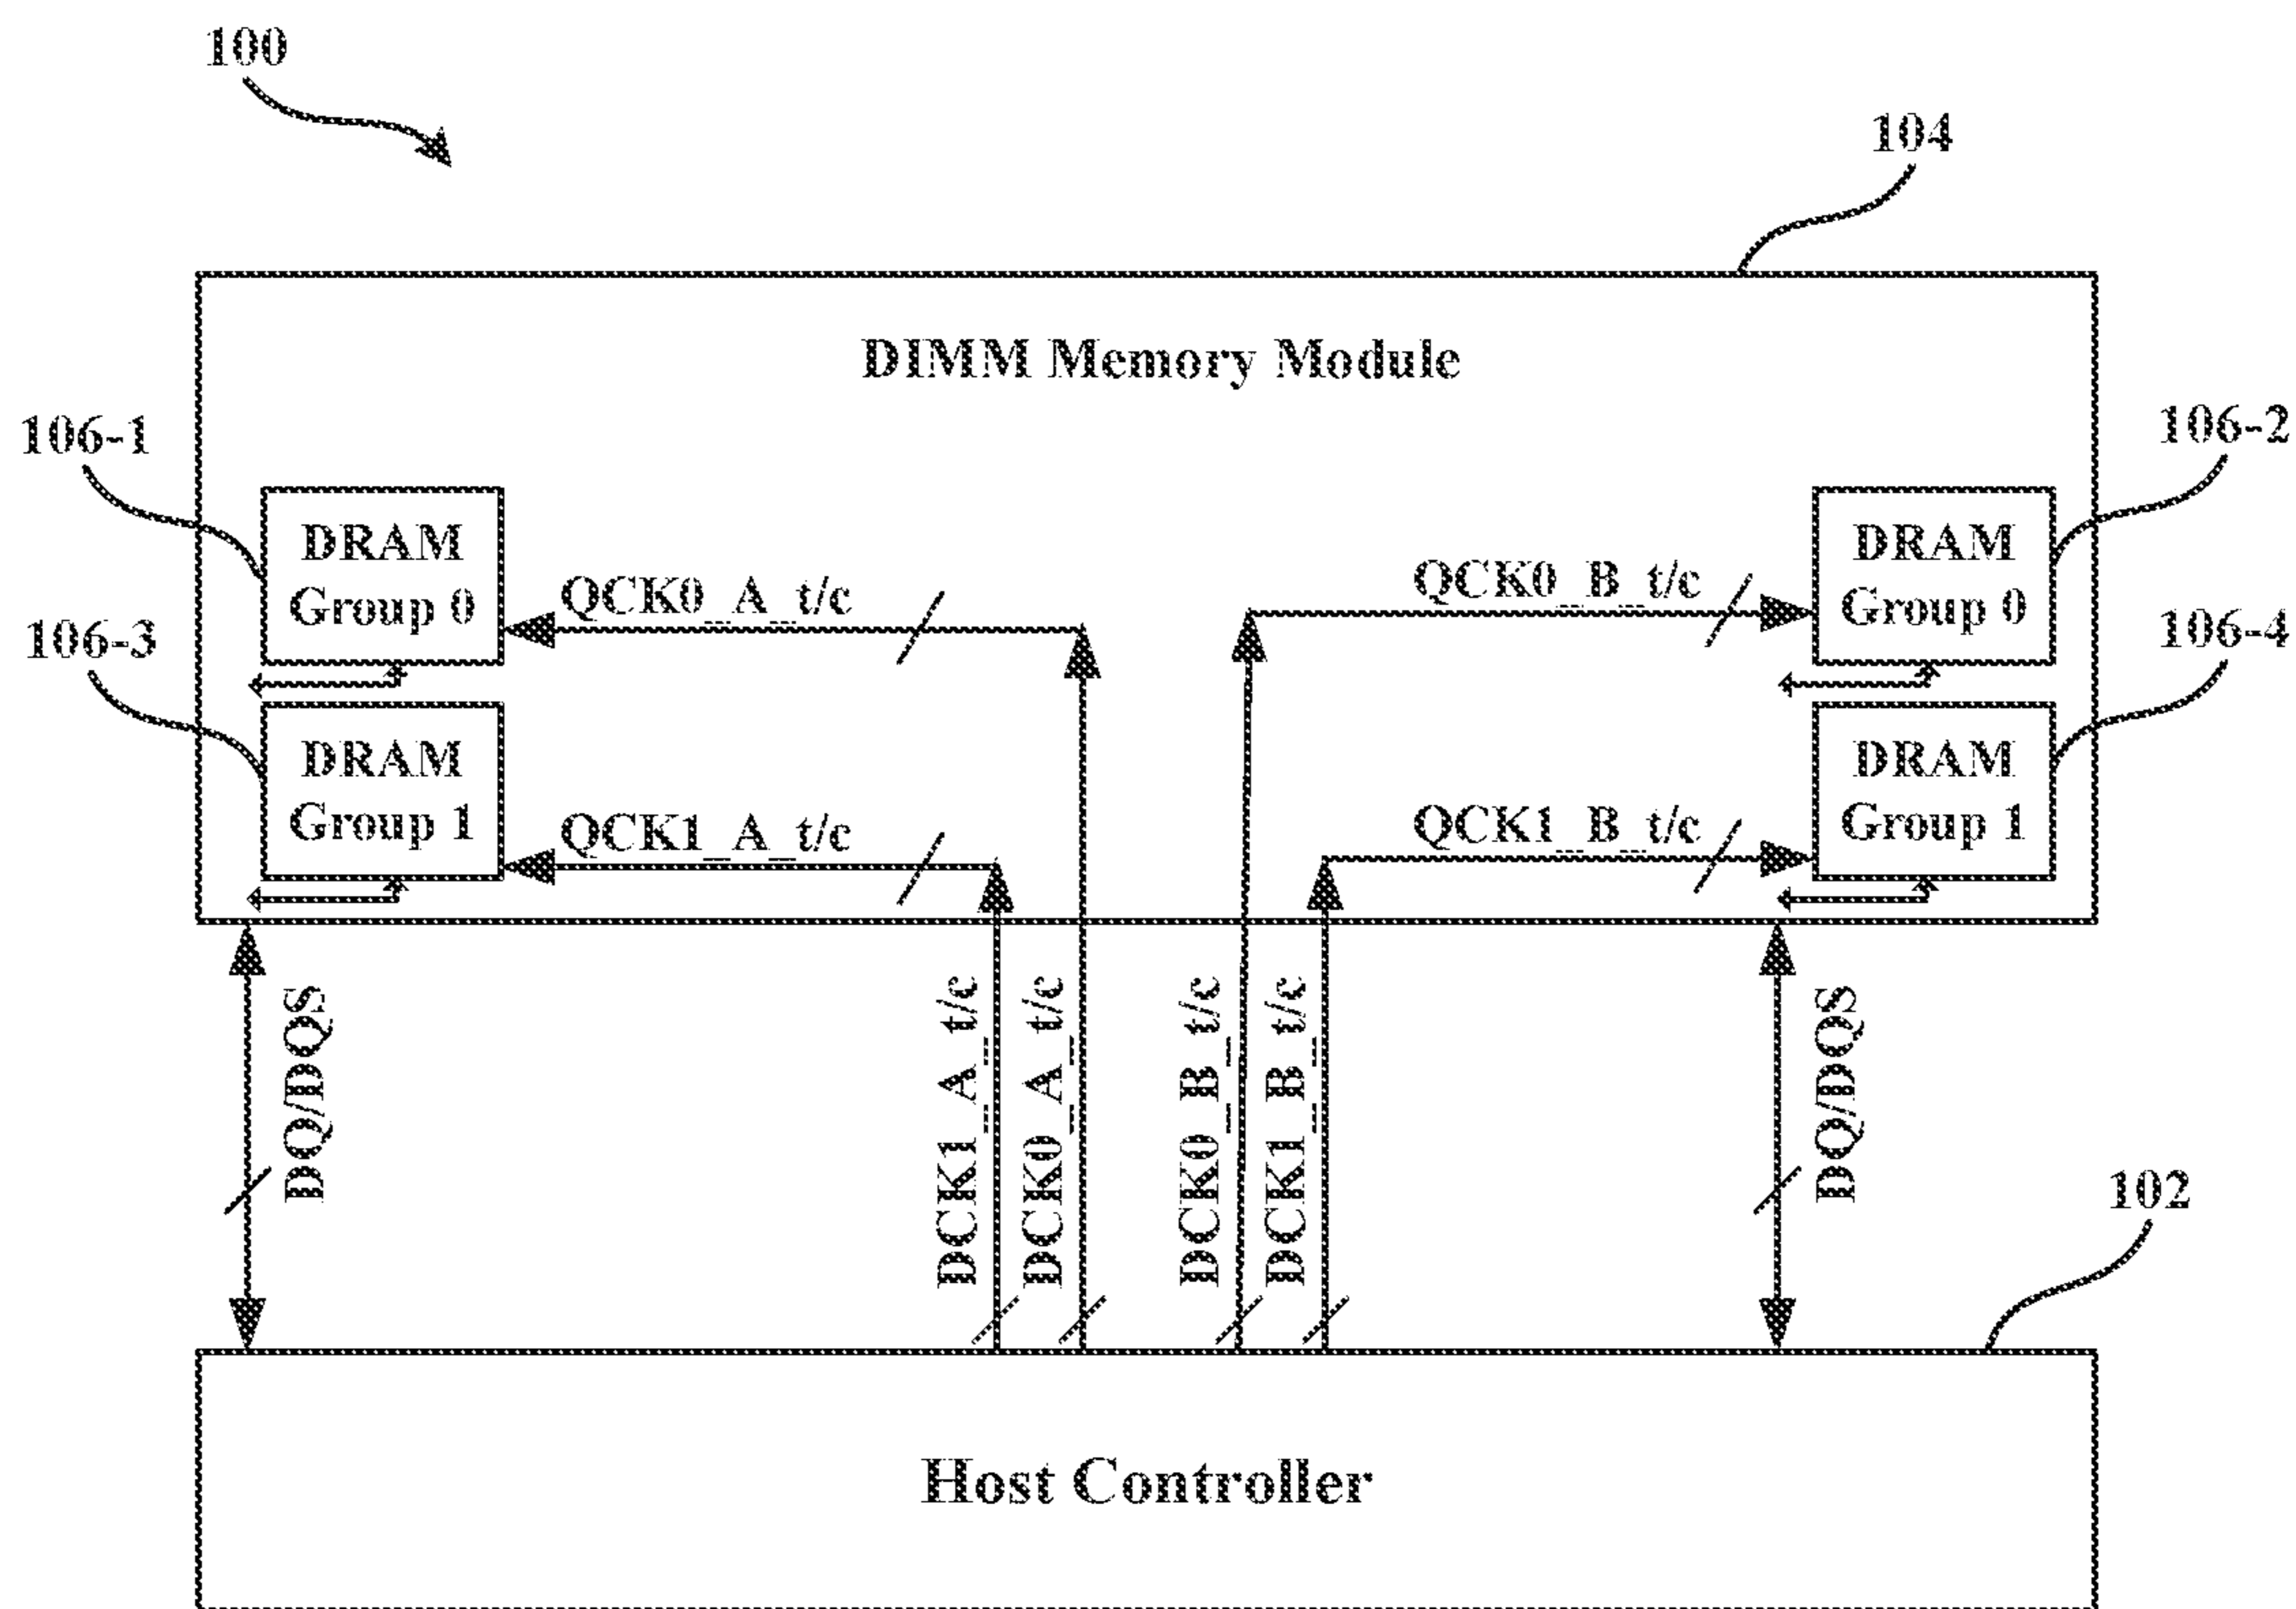 100
104
DIMM Memory Module
106-1
106-2
DRAM
Group 0
DRAM
Group 0
QCK0_A_t/c
QCK0_B_t/c
106-3
106-4
DRAM
Group 1
DRAM
Group 1
QCK1_A_t/c
QCK1_B_t/c
DQ/DQS
DCK1_A_t/c
DCK0_A_t/c
DCK0_B_t/c
DCK1_B_t/c
DQ/DQS
102
Host Controller